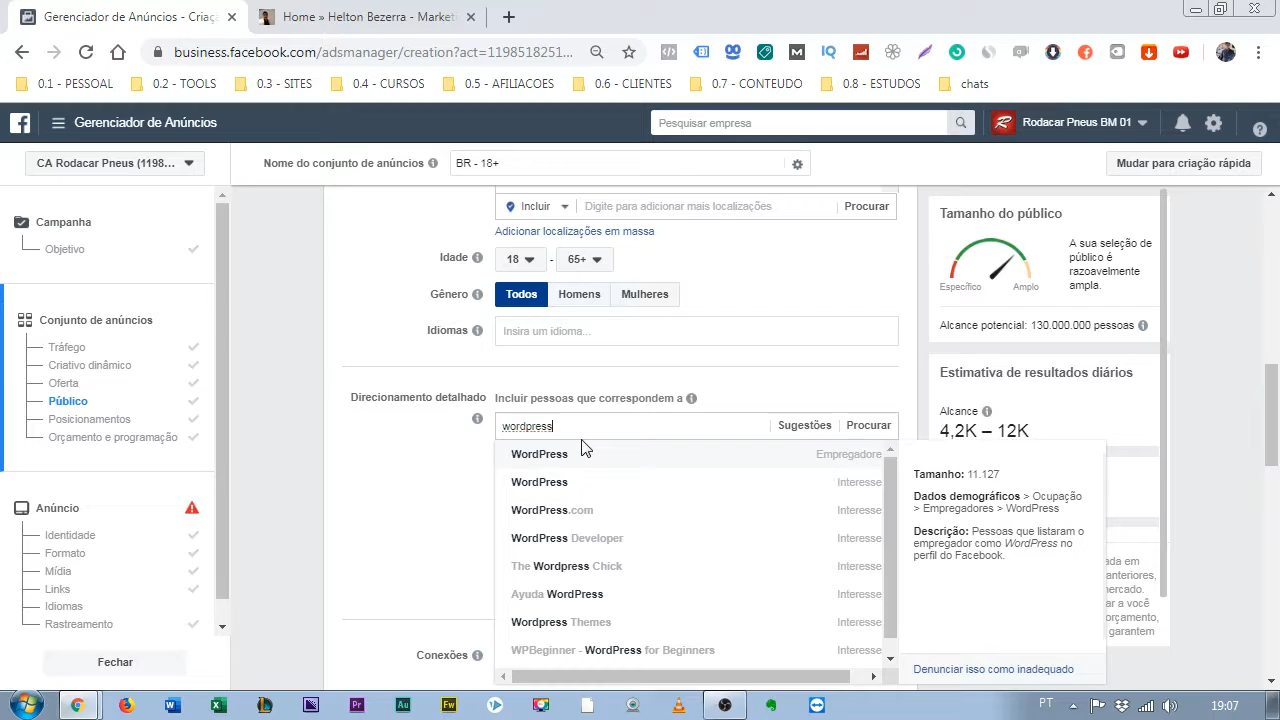 Gerenciador de Anúncios - Criaç
Home » Helton Bezerra - Market
business.facebook.com/adsmanager/creation?act=1198518251...
0.1 - PESSOAL
0.2 - TOOLS
0.3 - SITES
0.4 - CURSOS
0.5 - AFILIACOES
0.6 - CLIENTES
0.7 - CONTEUDO
0.8 - ESTUDOS
chats
Gerenciador de Anúncios
Pesquisar empresa
Rodacar Pneus BM 01
CA Rodacar Pneus (1198...
Nome do conjunto de anúncios
BR - 18+
Mudar para criação rápida
Campanha
Objetivo
Conjunto de anúncios
Tráfego
Criativo dinâmico
Oferta
Público
Posicionamentos
Orçamento e programação
Anúncio
Identidade
Formato
Mídia
Links
Idiomas
Rastreamento
Fechar
Incluir
Digite para adicionar mais localizações
Procurar
Adicionar localizações em massa
Idade
18 - 65+
Gênero
Todos
Homens
Mulheres
Idiomas
Insira um idioma...
Direcionamento detalhado
Incluir pessoas que correspondem a
wordpress
Sugestões
Procurar
WordPress Empregadore
WordPress Interesse
WordPress.com Interesse
WordPress Developer Interesse
The Wordpress Chick Interesse
Ayuda WordPress Interesse
Wordpress Themes Interesse
WPBeginner - WordPress for Beginners Interesse
Conexões
Tamanho: 11.127
Dados demográficos > Ocupação
> Empregadores > WordPress
Descrição: Pessoas que listaram o
empregador como WordPress no
perfil do Facebook.
Denunciar isso como inadequado
Tamanho do público
Específico
Amplo
A sua seleção de
público é
razoavelmente
ampla.
Alcance potencial: 130.000.000 pessoas
Estimativa de resultados diários
Alcance
4,2K – 12K
ada em
anteriores,
mercado.
ar a você
orçamento,
garantem
PT
19:07